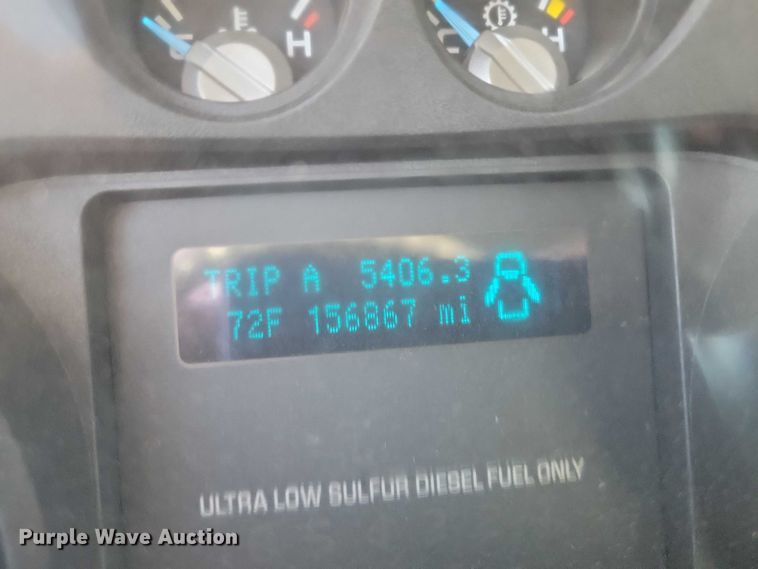 H
H
TRIP A 5406.3
72F 156867 mi
ULTRA LOW SULFUR DIESEL FUEL ONLY
Purple Wave Auction